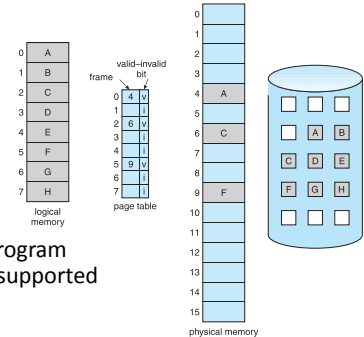 0 A
1 B
2 C
3 D
4 E
5 F
6 G
7 H
logical
memory
valid–invalid
bit
frame
0 4 v
1 i
2 6 v
3 i
4 i
5 9 v
6 i
7 i
page table
0
1
2
3
4 A
5
6 C
7
8
9 F
10
11
12
13
14
15
physical memory
A B
C D E
F G H
rogram
supported